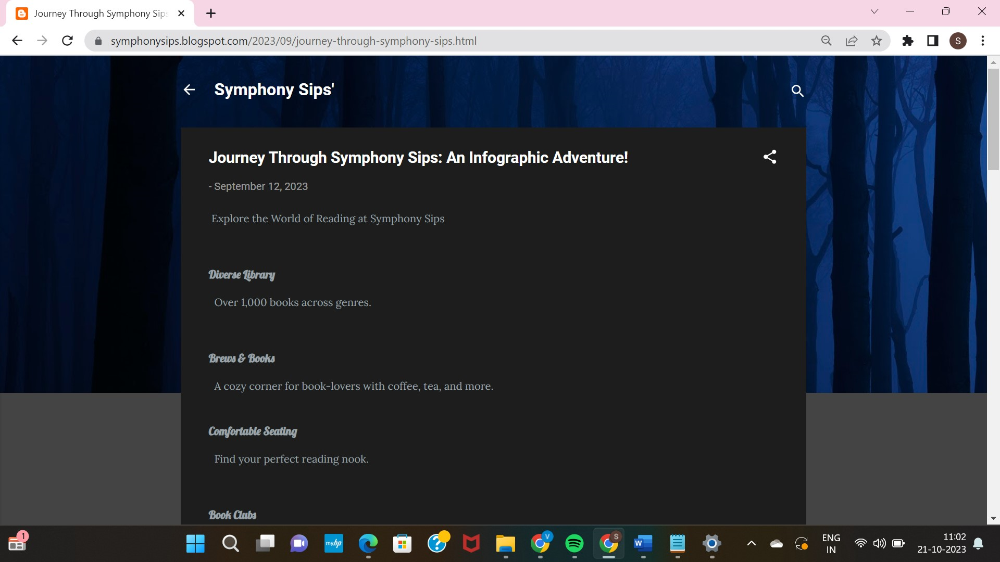 Journey Through Symphony Sips
symphonysips.blogspot.com/2023/09/journey-through-symphony-sips.html
S
Symphony Sips'
Journey Through Symphony Sips: An Infographic Adventure!
- September 12, 2023
Explore the World of Reading at Symphony Sips
Diverse Library
Over 1,000 books across genres.
Brews & Books
A cozy corner for book-lovers with coffee, tea, and more.
Comfortable Seating
Find your perfect reading nook.
Book Clubs
1
myhp
V
S
W
ENG
IN
11:02
21-10-2023